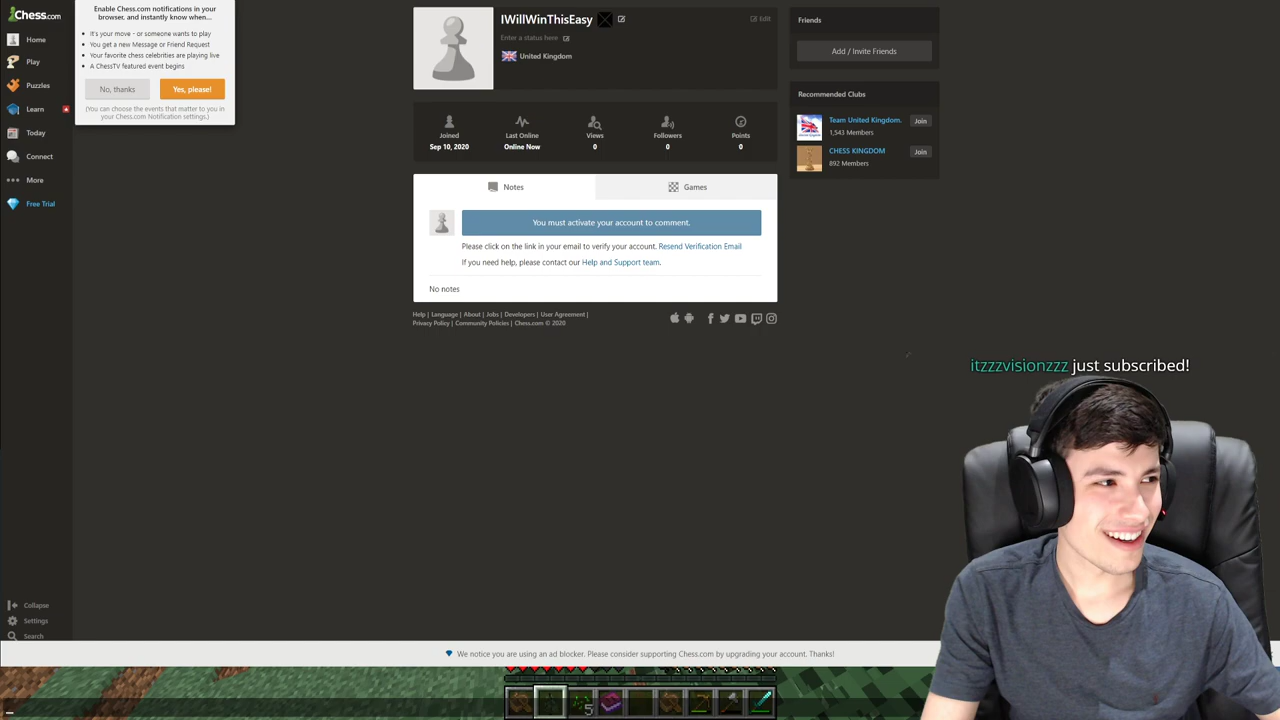 Chess.com
Home
Play
Puzzles
Learn
Today
Connect
More
Free Trial
Enable Chess.com notifications in your
browser, and instantly know when...
It's your move - or someone wants to play
You get a new Message or Friend Request
Your favorite chess celebrities are playing live
A ChessTV featured event begins
No, thanks
Yes, please!
(You can choose the events that matter to you in
your Chess.com Notification settings.)
IWillWinThisEasy
Edit
Enter a status here
United Kingdom
Joined
Sep 10, 2020
Last Online
Online Now
Views
0
Followers
0
Points
0
Notes
Games
You must activate your account to comment.
Please click on the link in your email to verify your account. Resend Verification Email
If you need help, please contact our Help and Support team.
No notes
Help | Language | About | Jobs | Developers | User Agreement |
Privacy Policy | Community Policies | Chess.com © 2020
Friends
Add / Invite Friends
Recommended Clubs
Team United Kingdom.
1,543 Members
Join
CHESS KINGDOM
892 Members
Join
itzzzvisionzzz just subscribed!
Collapse
Settings
Search
We notice you are using an ad blocker. Please consider supporting Chess.com by upgrading your account. Thanks!
5